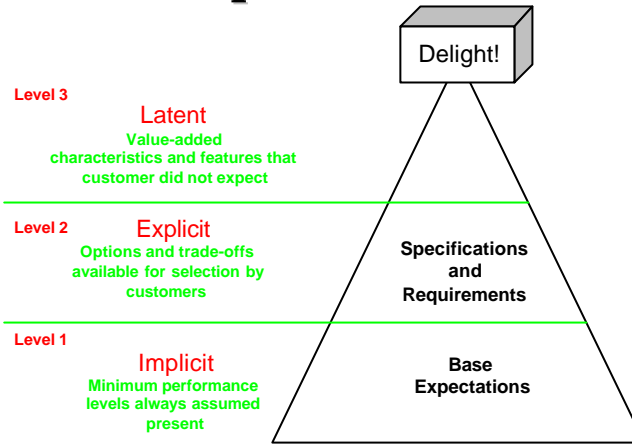 Delight!
Level 3
Latent
Value-added
characteristics and features that
customer did not expect
Level 2
Explicit
Options and trade-offs
available for selection by
customers
Specifications
and
Requirements
Level 1
Implicit
Minimum performance
levels always assumed
present
Base
Expectations